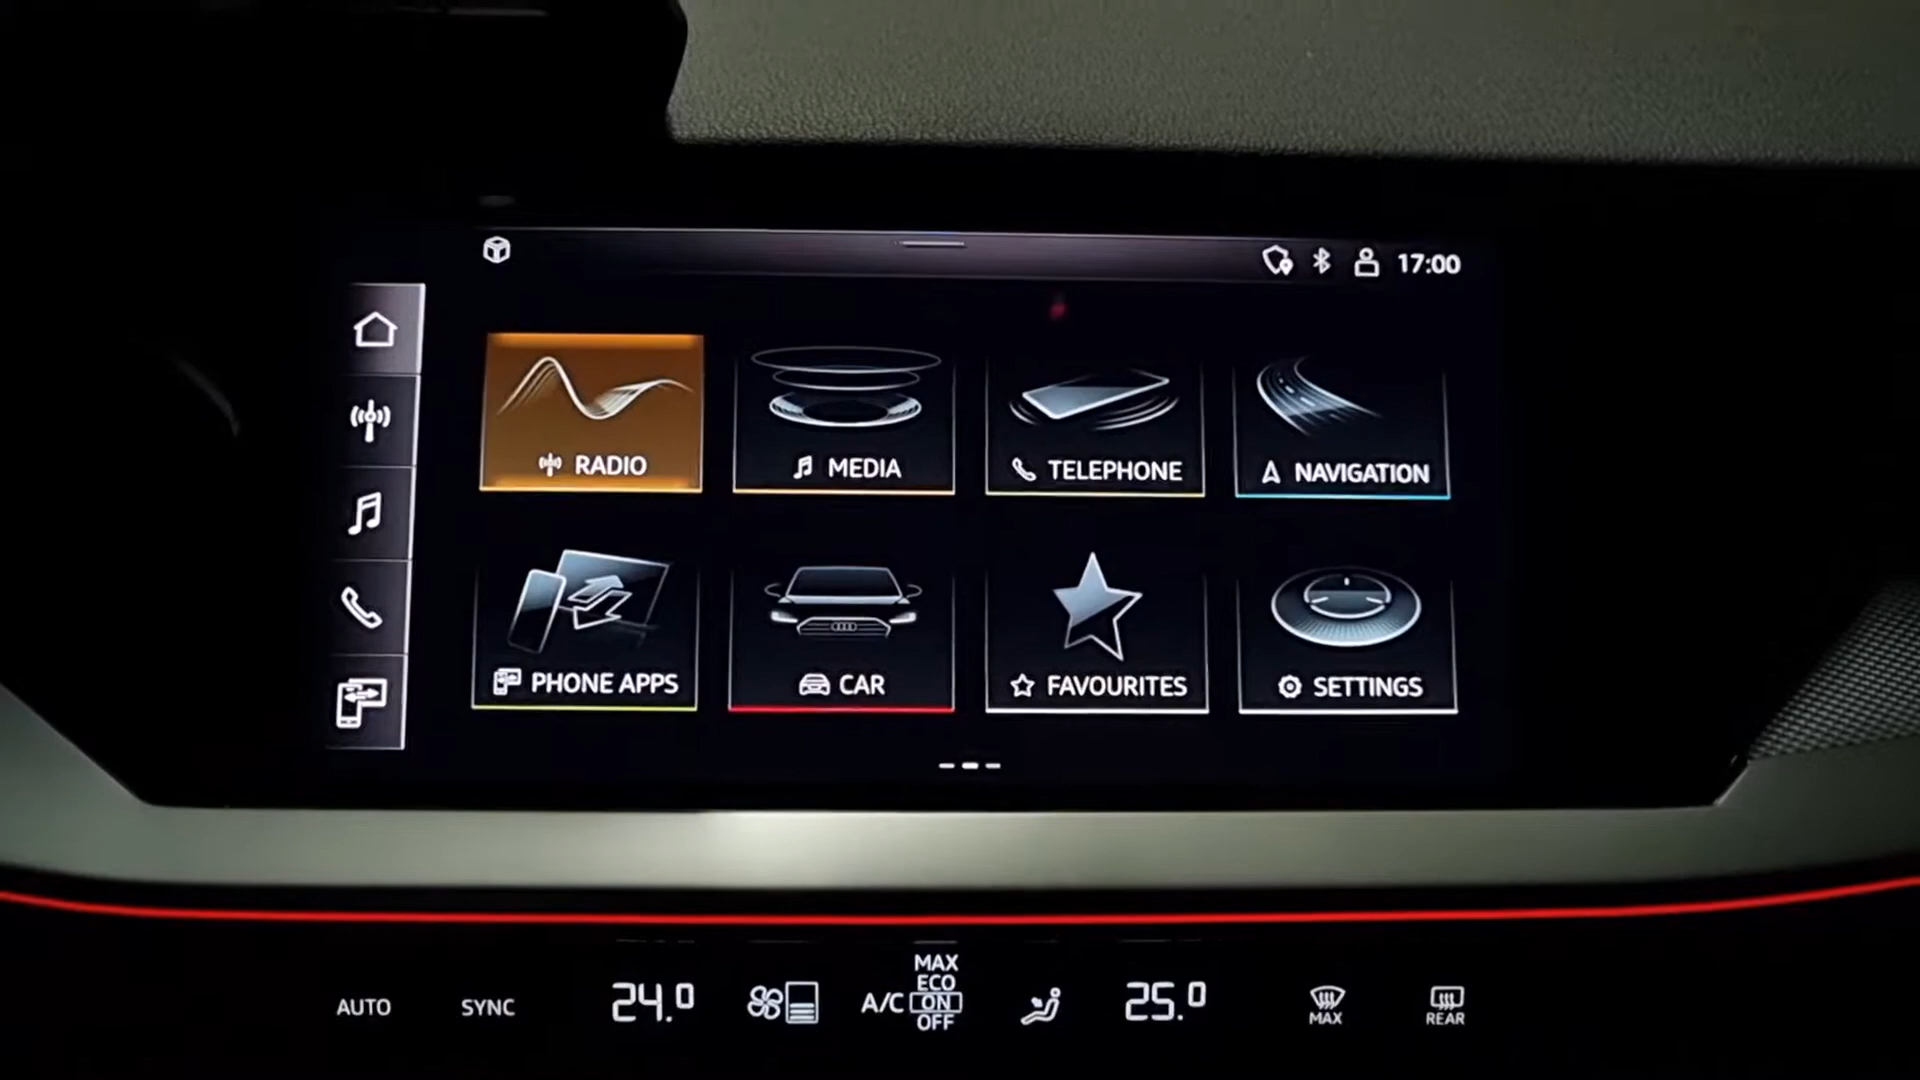 17:00
RADIO
MEDIA
TELEPHONE
NAVIGATION
PHONE APPS
CAR
FAVOURITES
SETTINGS
AUTO
SYNC
24.0
A/C
MAX
ECO
ON
OFF
25.0
MAX
REAR